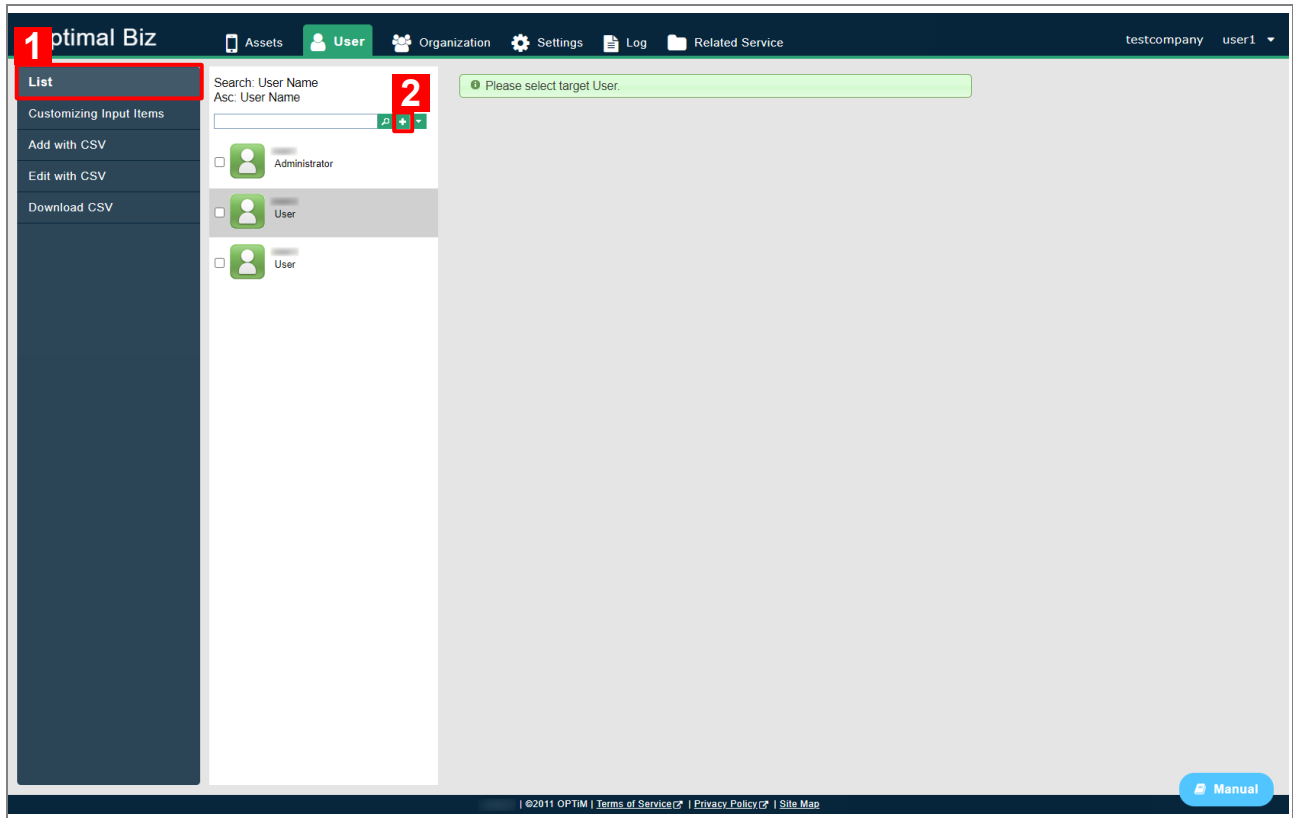 1
ptimal Biz
Assets
User
Organization
Settings
Log
Related Service
testcompany
user1
List
Customizing Input Items
Add with CSV
Edit with CSV
Download CSV
Search: User Name
Asc: User Name
2
Administrator
User
User
Please select target User.
Manual
| ©2011 OPTiM | Terms of Service | Privacy Policy | Site Map